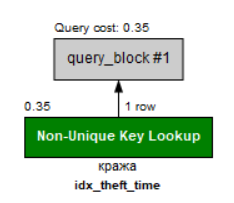 Query cost: 0.35
query_block #1
0.35 1 row
Non-Unique Key Lookup
кража
idx_theft_time